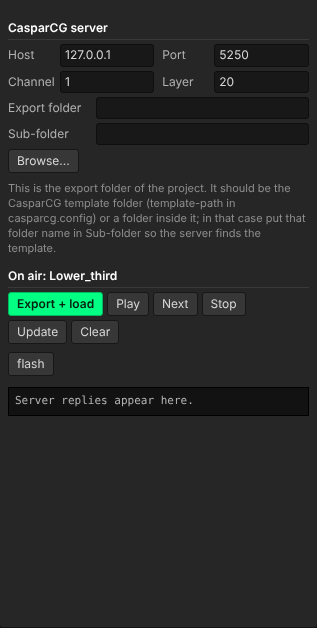 CasparCG server
Host 127.0.0.1 Port 5250
Channel 1 Layer 20
Export folder
Sub-folder
Browse...
This is the export folder of the project. It should be the
CasparCG template folder (template-path in
casparcg.config) or a folder inside it; in that case put that
folder name in Sub-folder so the server finds the
template.
On air: Lower_third
Export + load Play Next Stop
Update Clear
flash
Server replies appear here.